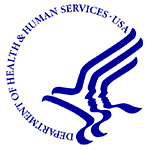 DEPARTMENT OF HEALTH & HUMAN SERVICES · USA